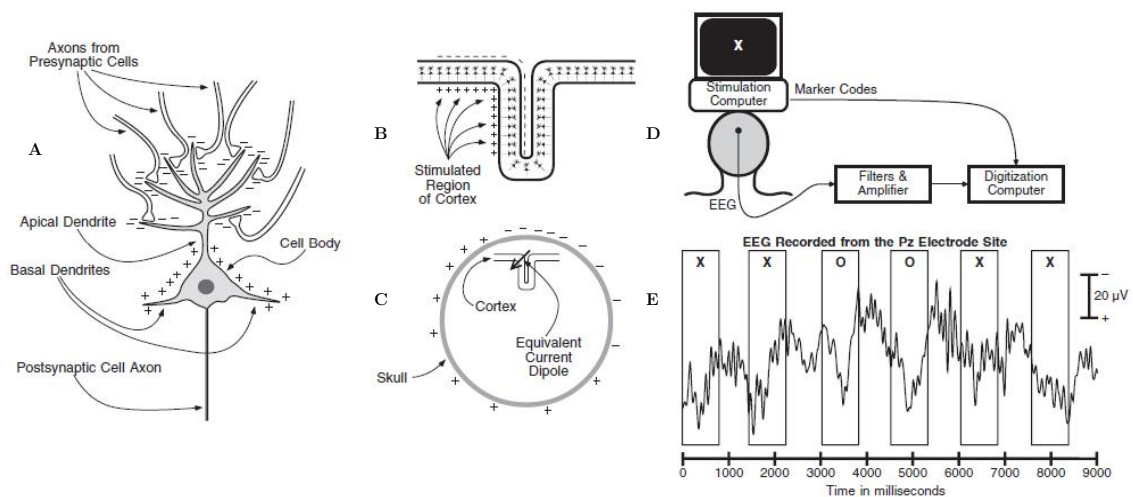 A
Axons from
Presynaptic Cells
Apical Dendrite
Cell Body
Basal Dendrites
Postsynaptic Cell Axon
B
Stimulated
Region
of Cortex
C
Cortex
Equivalent
Current
Dipole
Skull
D
X
Stimulation
Computer
Marker Codes
EEG
Filters &
Amplifier
Digitization
Computer
E
EEG Recorded from the Pz Electrode Site
X X O O X X
−
20 µV
+
0 1000 2000 3000 4000 5000 6000 7000 8000 9000
Time in milliseconds